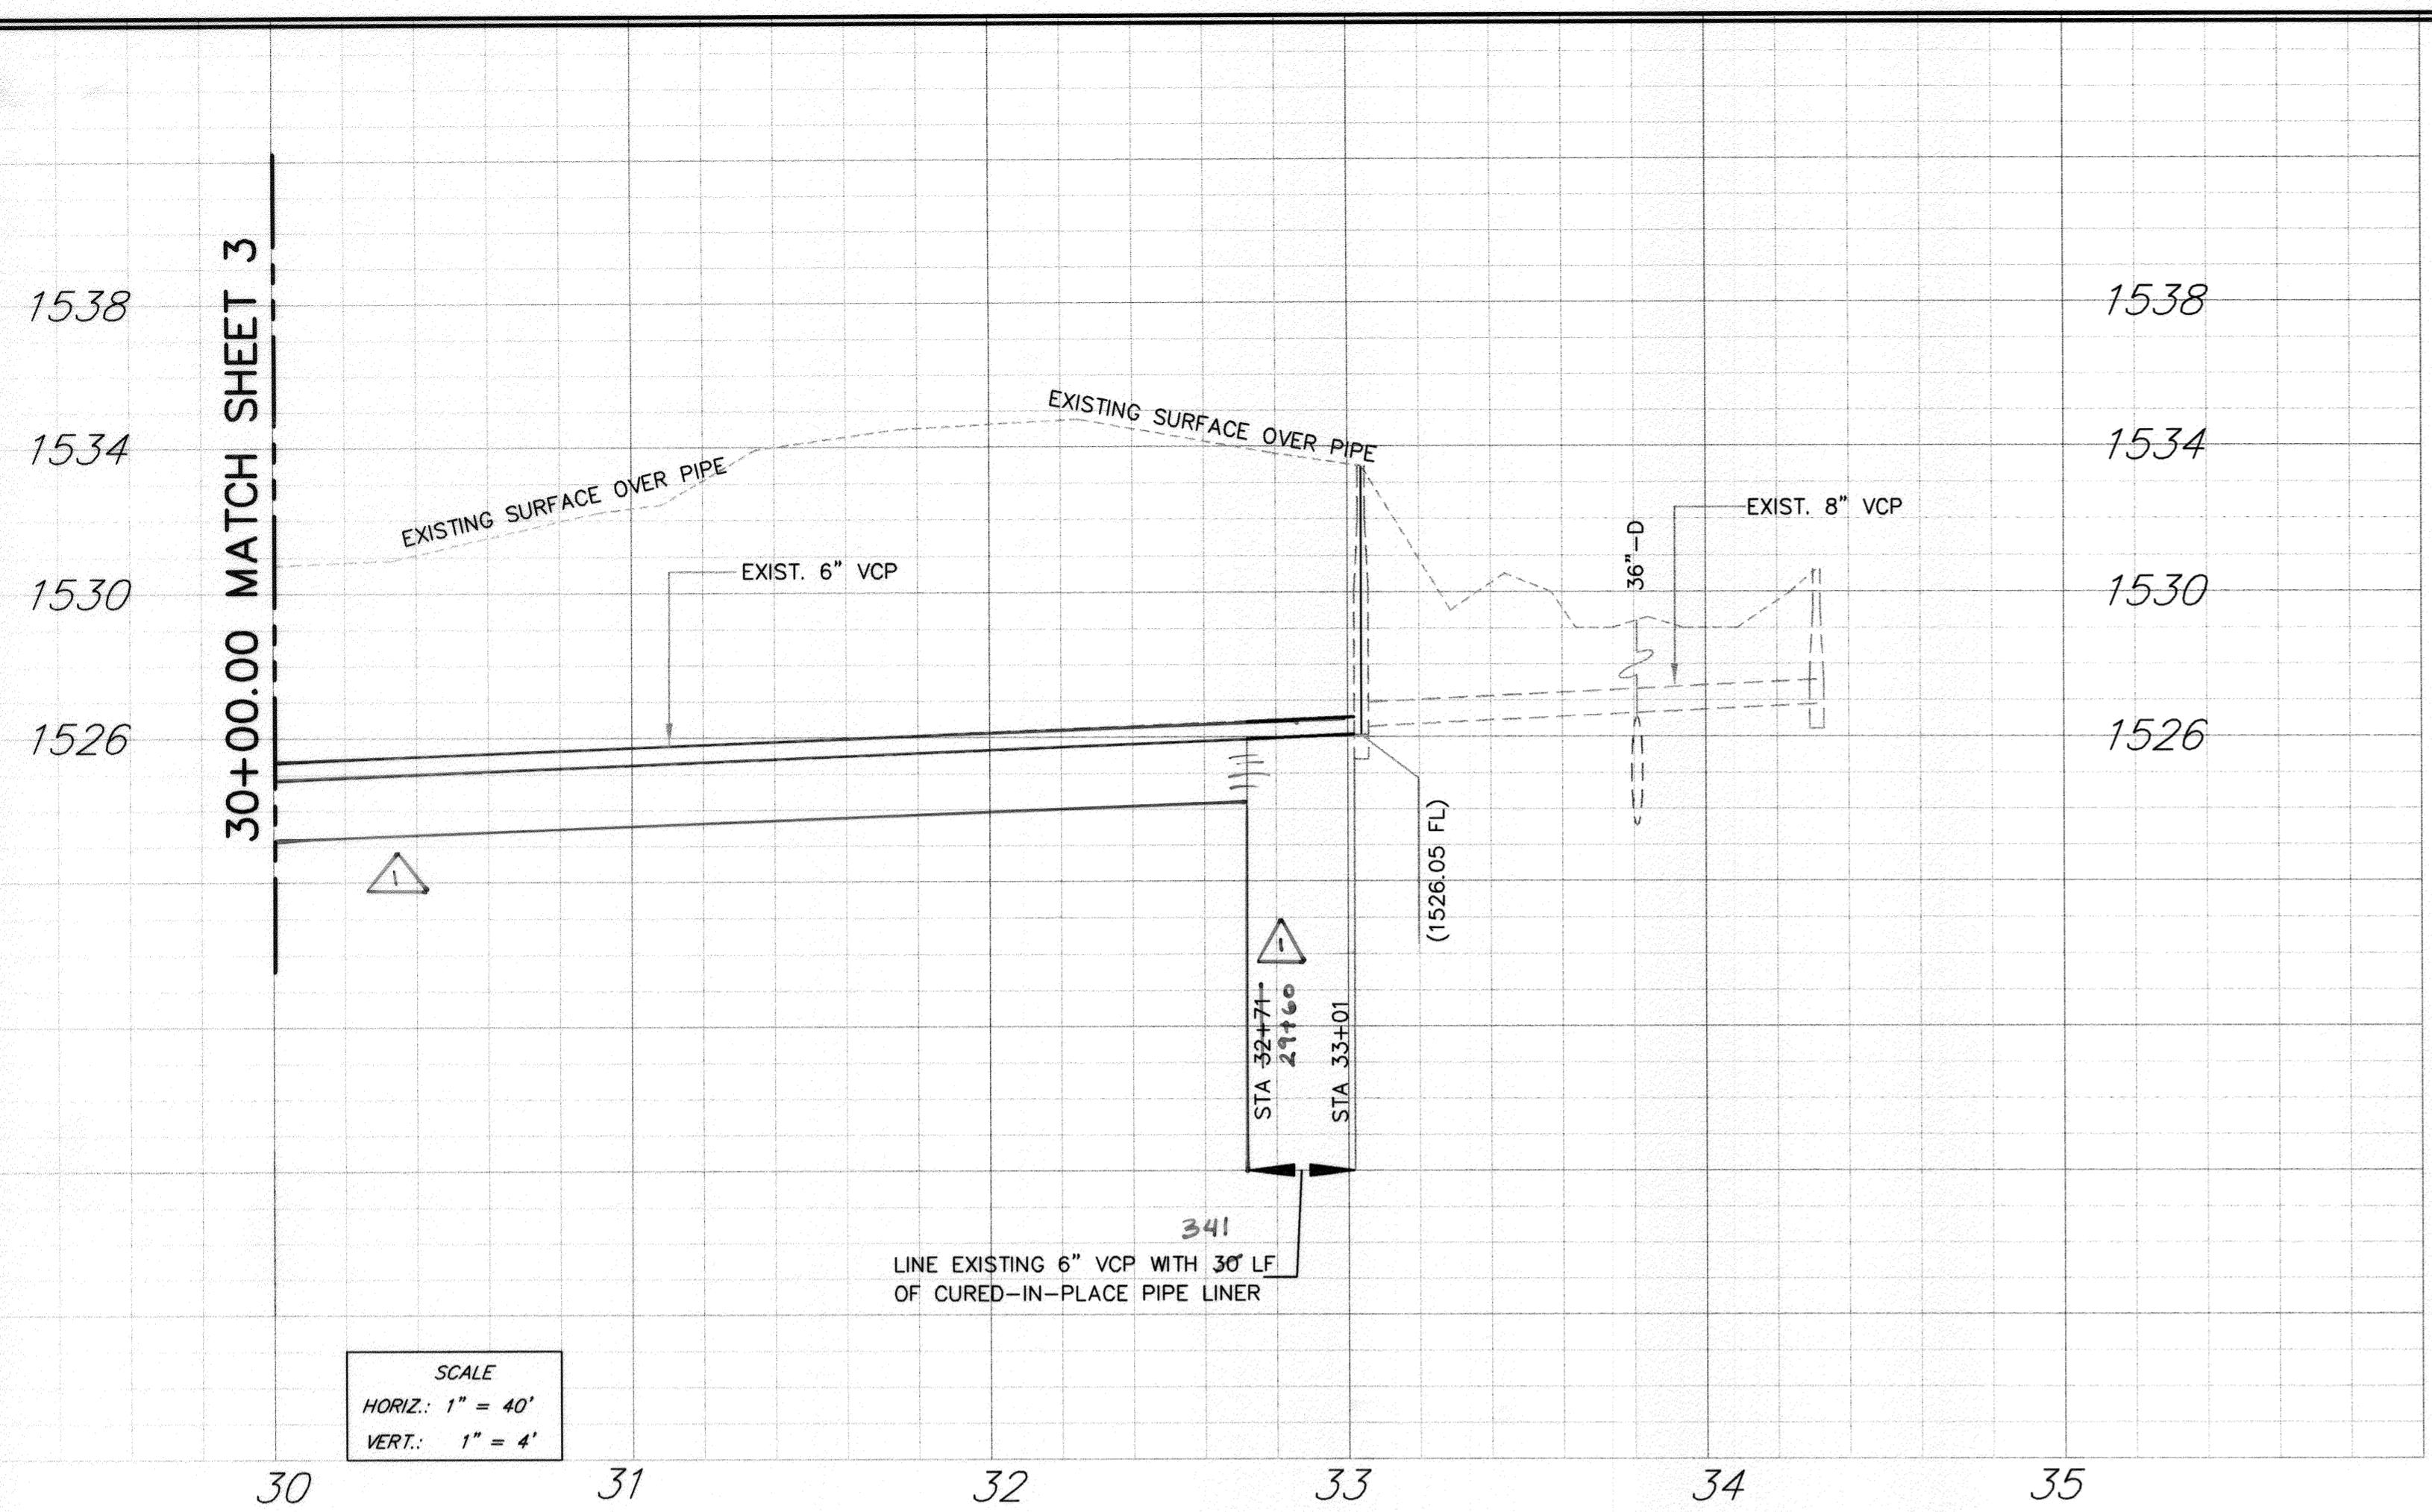 30+00.00 MATCH SHEET 3
1538
1534
1530
1526
1538
1534
1530
1526
EXISTING SURFACE OVER PIPE
EXISTING SURFACE OVER PIPE
EXIST. 6" VCP
36"-D
EXIST. 8" VCP
(1526.05 FL)
1
1
STA 32+71
29+60
STA 33+01
341
LINE EXISTING 6" VCP WITH 30 LF
OF CURED-IN-PLACE PIPE LINER
SCALE
HORIZ.: 1" = 40'
VERT.: 1" = 4'
30 31 32 33 34 35